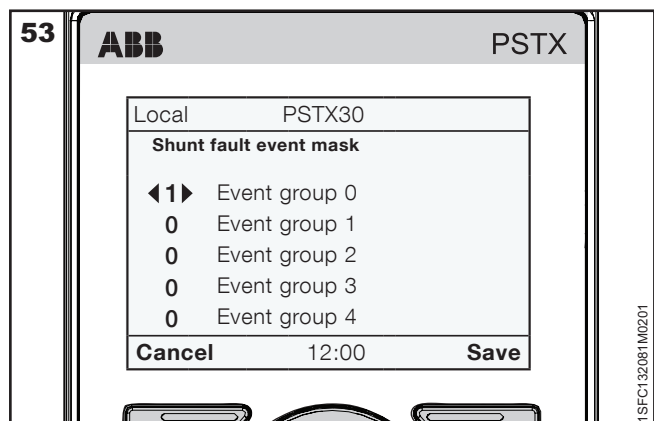 53
ABB PSTX
Local PSTX30
Shunt fault event mask
1 Event group 0
0 Event group 1
0 Event group 2
0 Event group 3
0 Event group 4
Cancel 12:00 Save
1SFC132081M0201